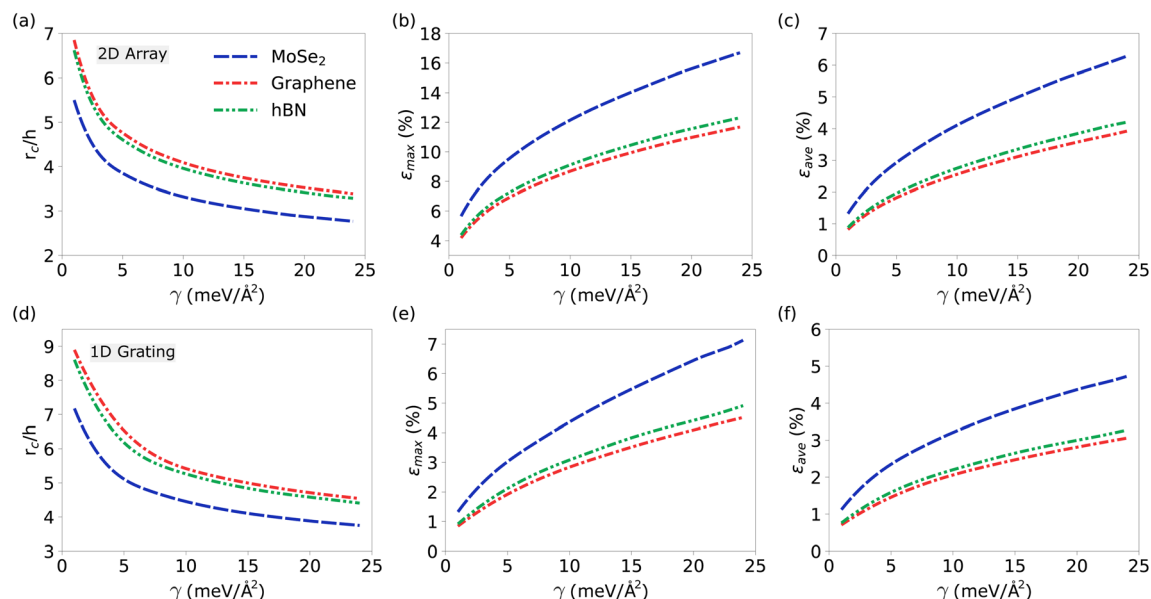 (a)
7
6
5
4
3
2
r_c/h
2D Array
MoSe₂
Graphene
hBN
0 5 10 15 20 25
γ (meV/Å²)
(b)
18
16
14
12
10
8
6
4
ε_max (%)
0 5 10 15 20 25
γ (meV/Å²)
(c)
7
6
5
4
3
2
1
0
ε_ave (%)
0 5 10 15 20 25
γ (meV/Å²)
(d)
9
8
7
6
5
4
3
r_c/h
1D Grating
0 5 10 15 20 25
γ (meV/Å²)
(e)
7
6
5
4
3
2
1
0
ε_max (%)
0 5 10 15 20 25
γ (meV/Å²)
(f)
6
5
4
3
2
1
0
ε_ave (%)
0 5 10 15 20 25
γ (meV/Å²)